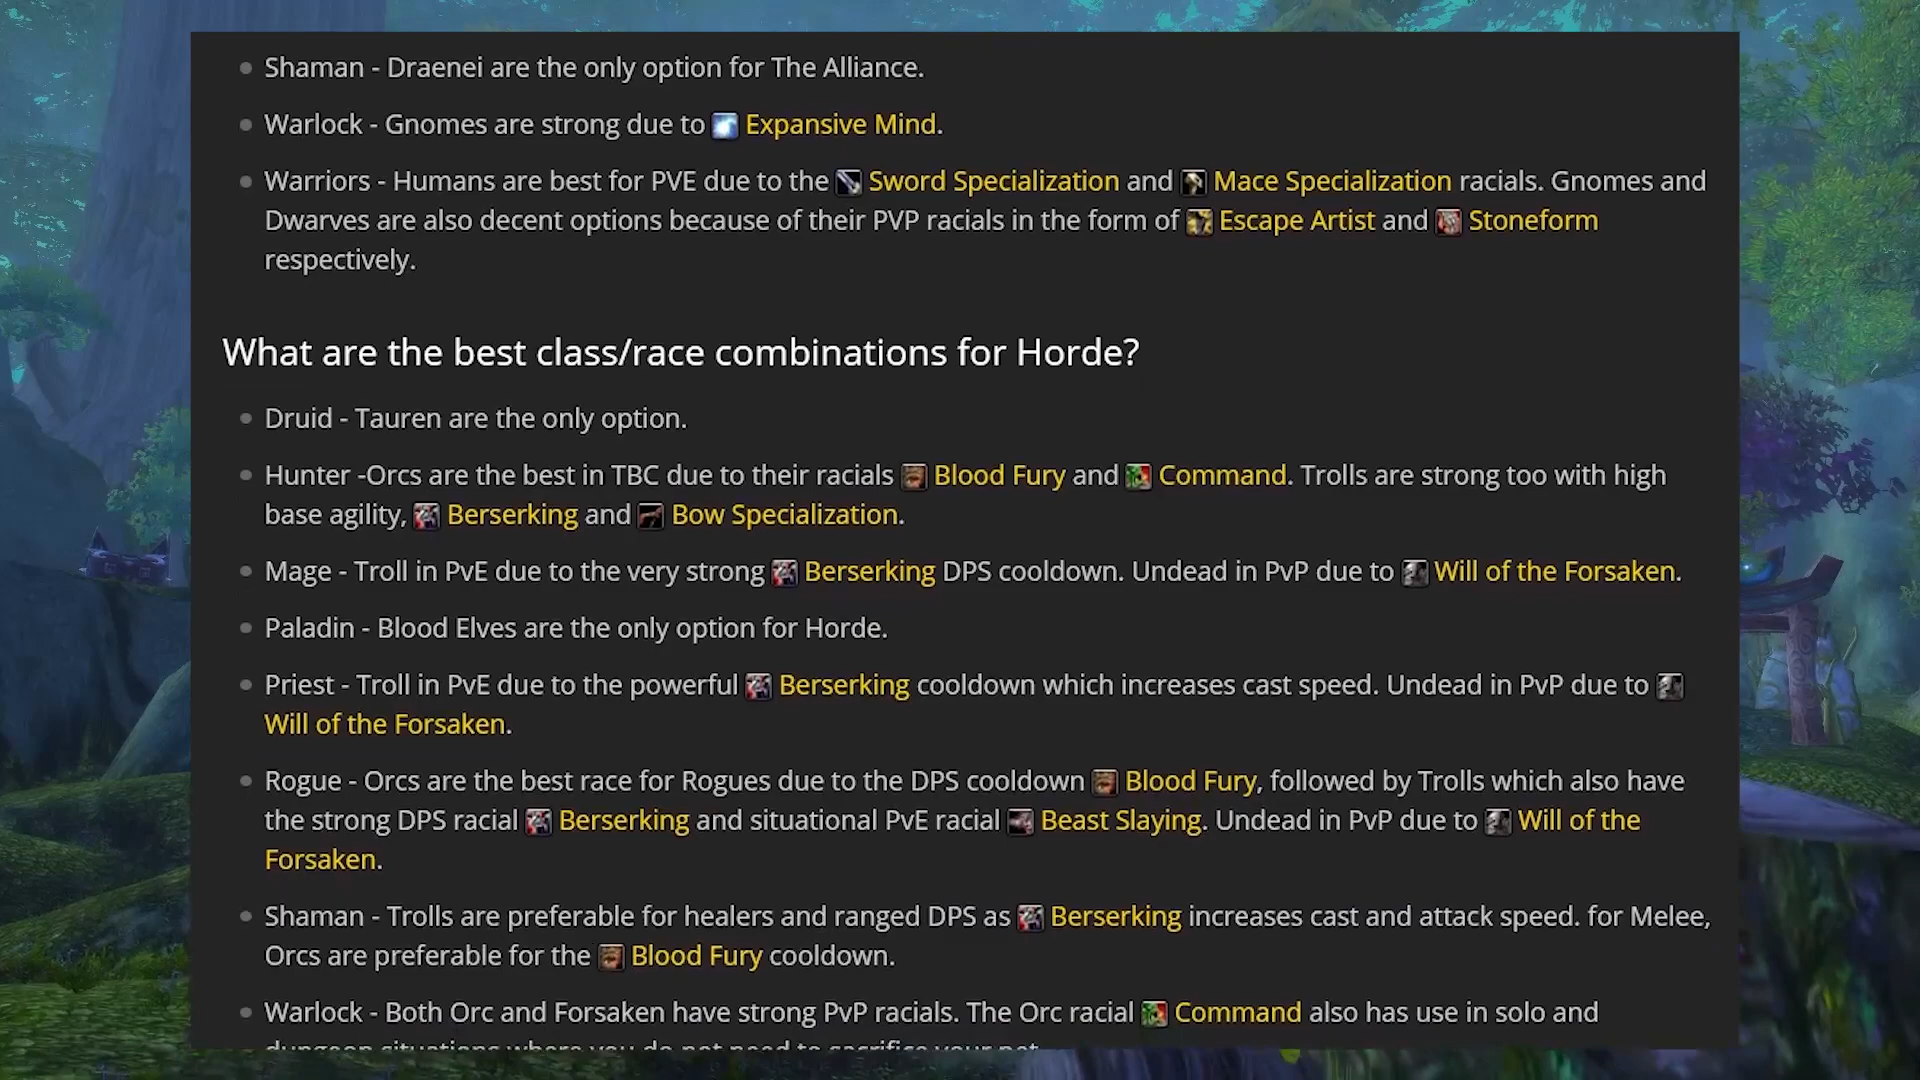 Shaman - Draenei are the only option for The Alliance.
Warlock - Gnomes are strong due to Expansive Mind.
Warriors - Humans are best for PVE due to the Sword Specialization and Mace Specialization racials. Gnomes and
Dwarves are also decent options because of their PVP racials in the form of Escape Artist and Stoneform
respectively.
What are the best class/race combinations for Horde?
Druid - Tauren are the only option.
Hunter -Orcs are the best in TBC due to their racials Blood Fury and Command. Trolls are strong too with high
base agility, Berserking and Bow Specialization.
Mage - Troll in PvE due to the very strong Berserking DPS cooldown. Undead in PvP due to Will of the Forsaken.
Paladin - Blood Elves are the only option for Horde.
Priest - Troll in PvE due to the powerful Berserking cooldown which increases cast speed. Undead in PvP due to
Will of the Forsaken.
Rogue - Orcs are the best race for Rogues due to the DPS cooldown Blood Fury, followed by Trolls which also have
the strong DPS racial Berserking and situational PvE racial Beast Slaying. Undead in PvP due to Will of the
Forsaken.
Shaman - Trolls are preferable for healers and ranged DPS as Berserking increases cast and attack speed. for Melee,
Orcs are preferable for the Blood Fury cooldown.
Warlock - Both Orc and Forsaken have strong PvP racials. The Orc racial Command also has use in solo and
dungeon situations where you do not need to sacrifice your pet.